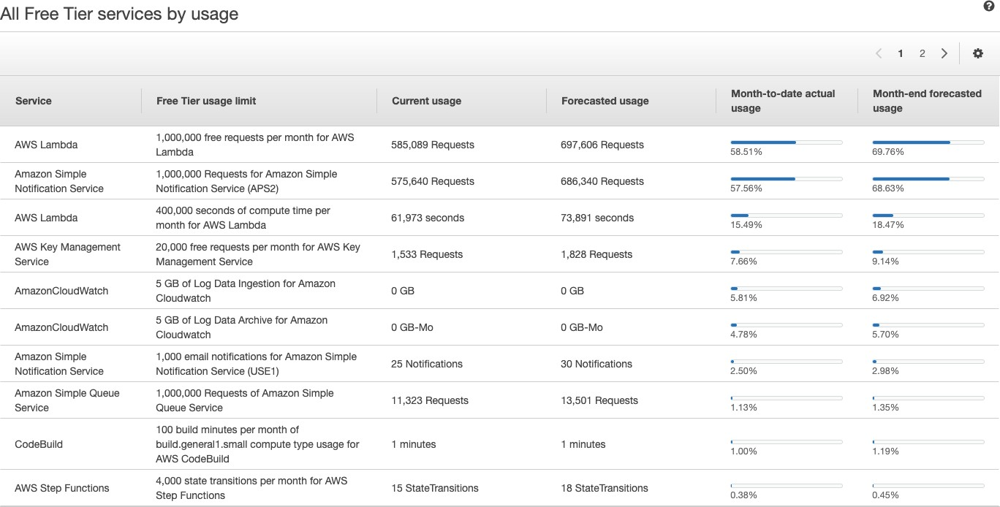 All Free Tier services by usage
1 2
Service
Free Tier usage limit
Current usage
Forecasted usage
Month-to-date actual
usage
Month-end forecasted
usage
AWS Lambda
1,000,000 free requests per month for AWS
Lambda
585,089 Requests
697,606 Requests
58.51%
69.76%
Amazon Simple
Notification Service
1,000,000 Requests for Amazon Simple
Notification Service (APS2)
575,640 Requests
686,340 Requests
57.56%
68.63%
AWS Lambda
400,000 seconds of compute time per
month for AWS Lambda
61,973 seconds
73,891 seconds
15.49%
18.47%
AWS Key Management
Service
20,000 free requests per month for AWS Key
Management Service
1,533 Requests
1,828 Requests
7.66%
9.14%
AmazonCloudWatch
5 GB of Log Data Ingestion for Amazon
Cloudwatch
0 GB
0 GB
5.81%
6.92%
AmazonCloudWatch
5 GB of Log Data Archive for Amazon
Cloudwatch
0 GB-Mo
0 GB-Mo
4.78%
5.70%
Amazon Simple
Notification Service
1,000 email notifications for Amazon Simple
Notification Service (USE1)
25 Notifications
30 Notifications
2.50%
2.98%
Amazon Simple Queue
Service
1,000,000 Requests of Amazon Simple
Queue Service
11,323 Requests
13,501 Requests
1.13%
1.35%
CodeBuild
100 build minutes per month of
build.general1.small compute type usage for
AWS CodeBuild
1 minutes
1 minutes
1.00%
1.19%
AWS Step Functions
4,000 state transitions per month for AWS
Step Functions
15 StateTransitions
18 StateTransitions
0.38%
0.45%